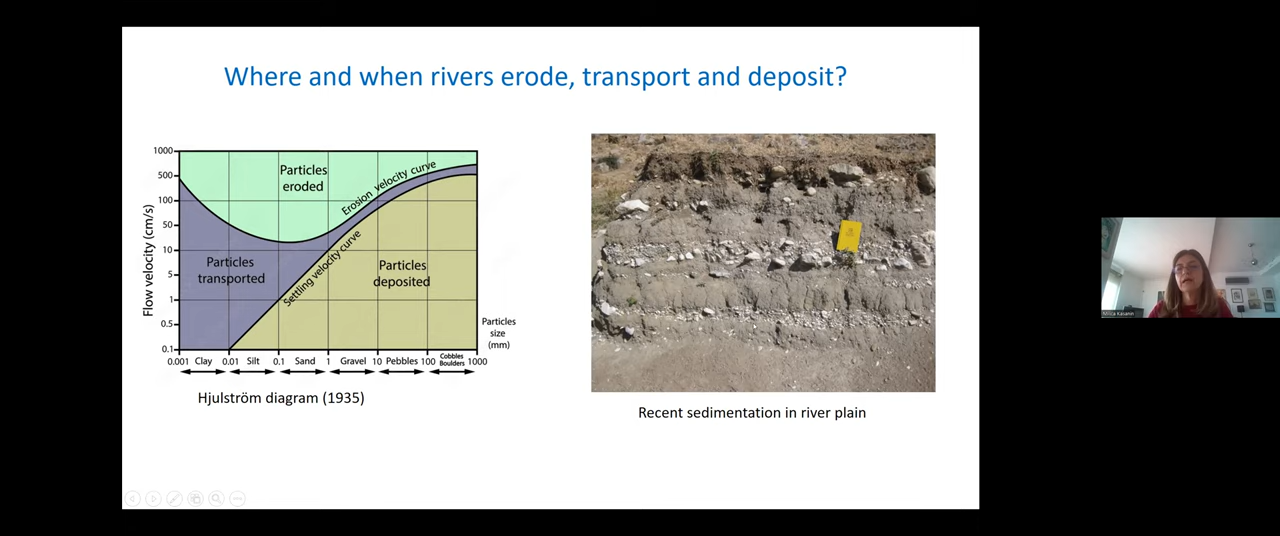 Where and when rivers erode, transport and deposit?
1000
500
100
50
10
5
1
0.5
0.1
Flow velocity (cm/s)
Particles
eroded
Erosion velocity curve
Particles
transported
Settling velocity curve
Particles
deposited
Particles
size
(mm)
0.001 Clay 0.01 Silt 0.1 Sand 1 Gravel 10 Pebbles 100 Cobbles Boulders 1000
Hjulström diagram (1935)
Recent sedimentation in river plain